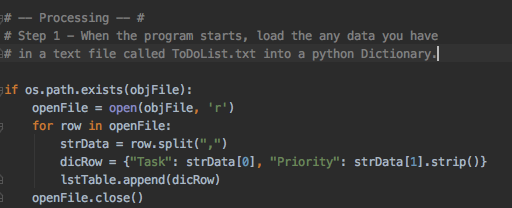 # —— Processing —— #
# Step 1 - When the program starts, load the any data you have
# in a text file called ToDoList.txt into a python Dictionary.
if os.path.exists(objFile):
    openFile = open(objFile, 'r')
    for row in openFile:
        strData = row.split(",")
        dicRow = {"Task": strData[0], "Priority": strData[1].strip()}
        lstTable.append(dicRow)
    openFile.close()